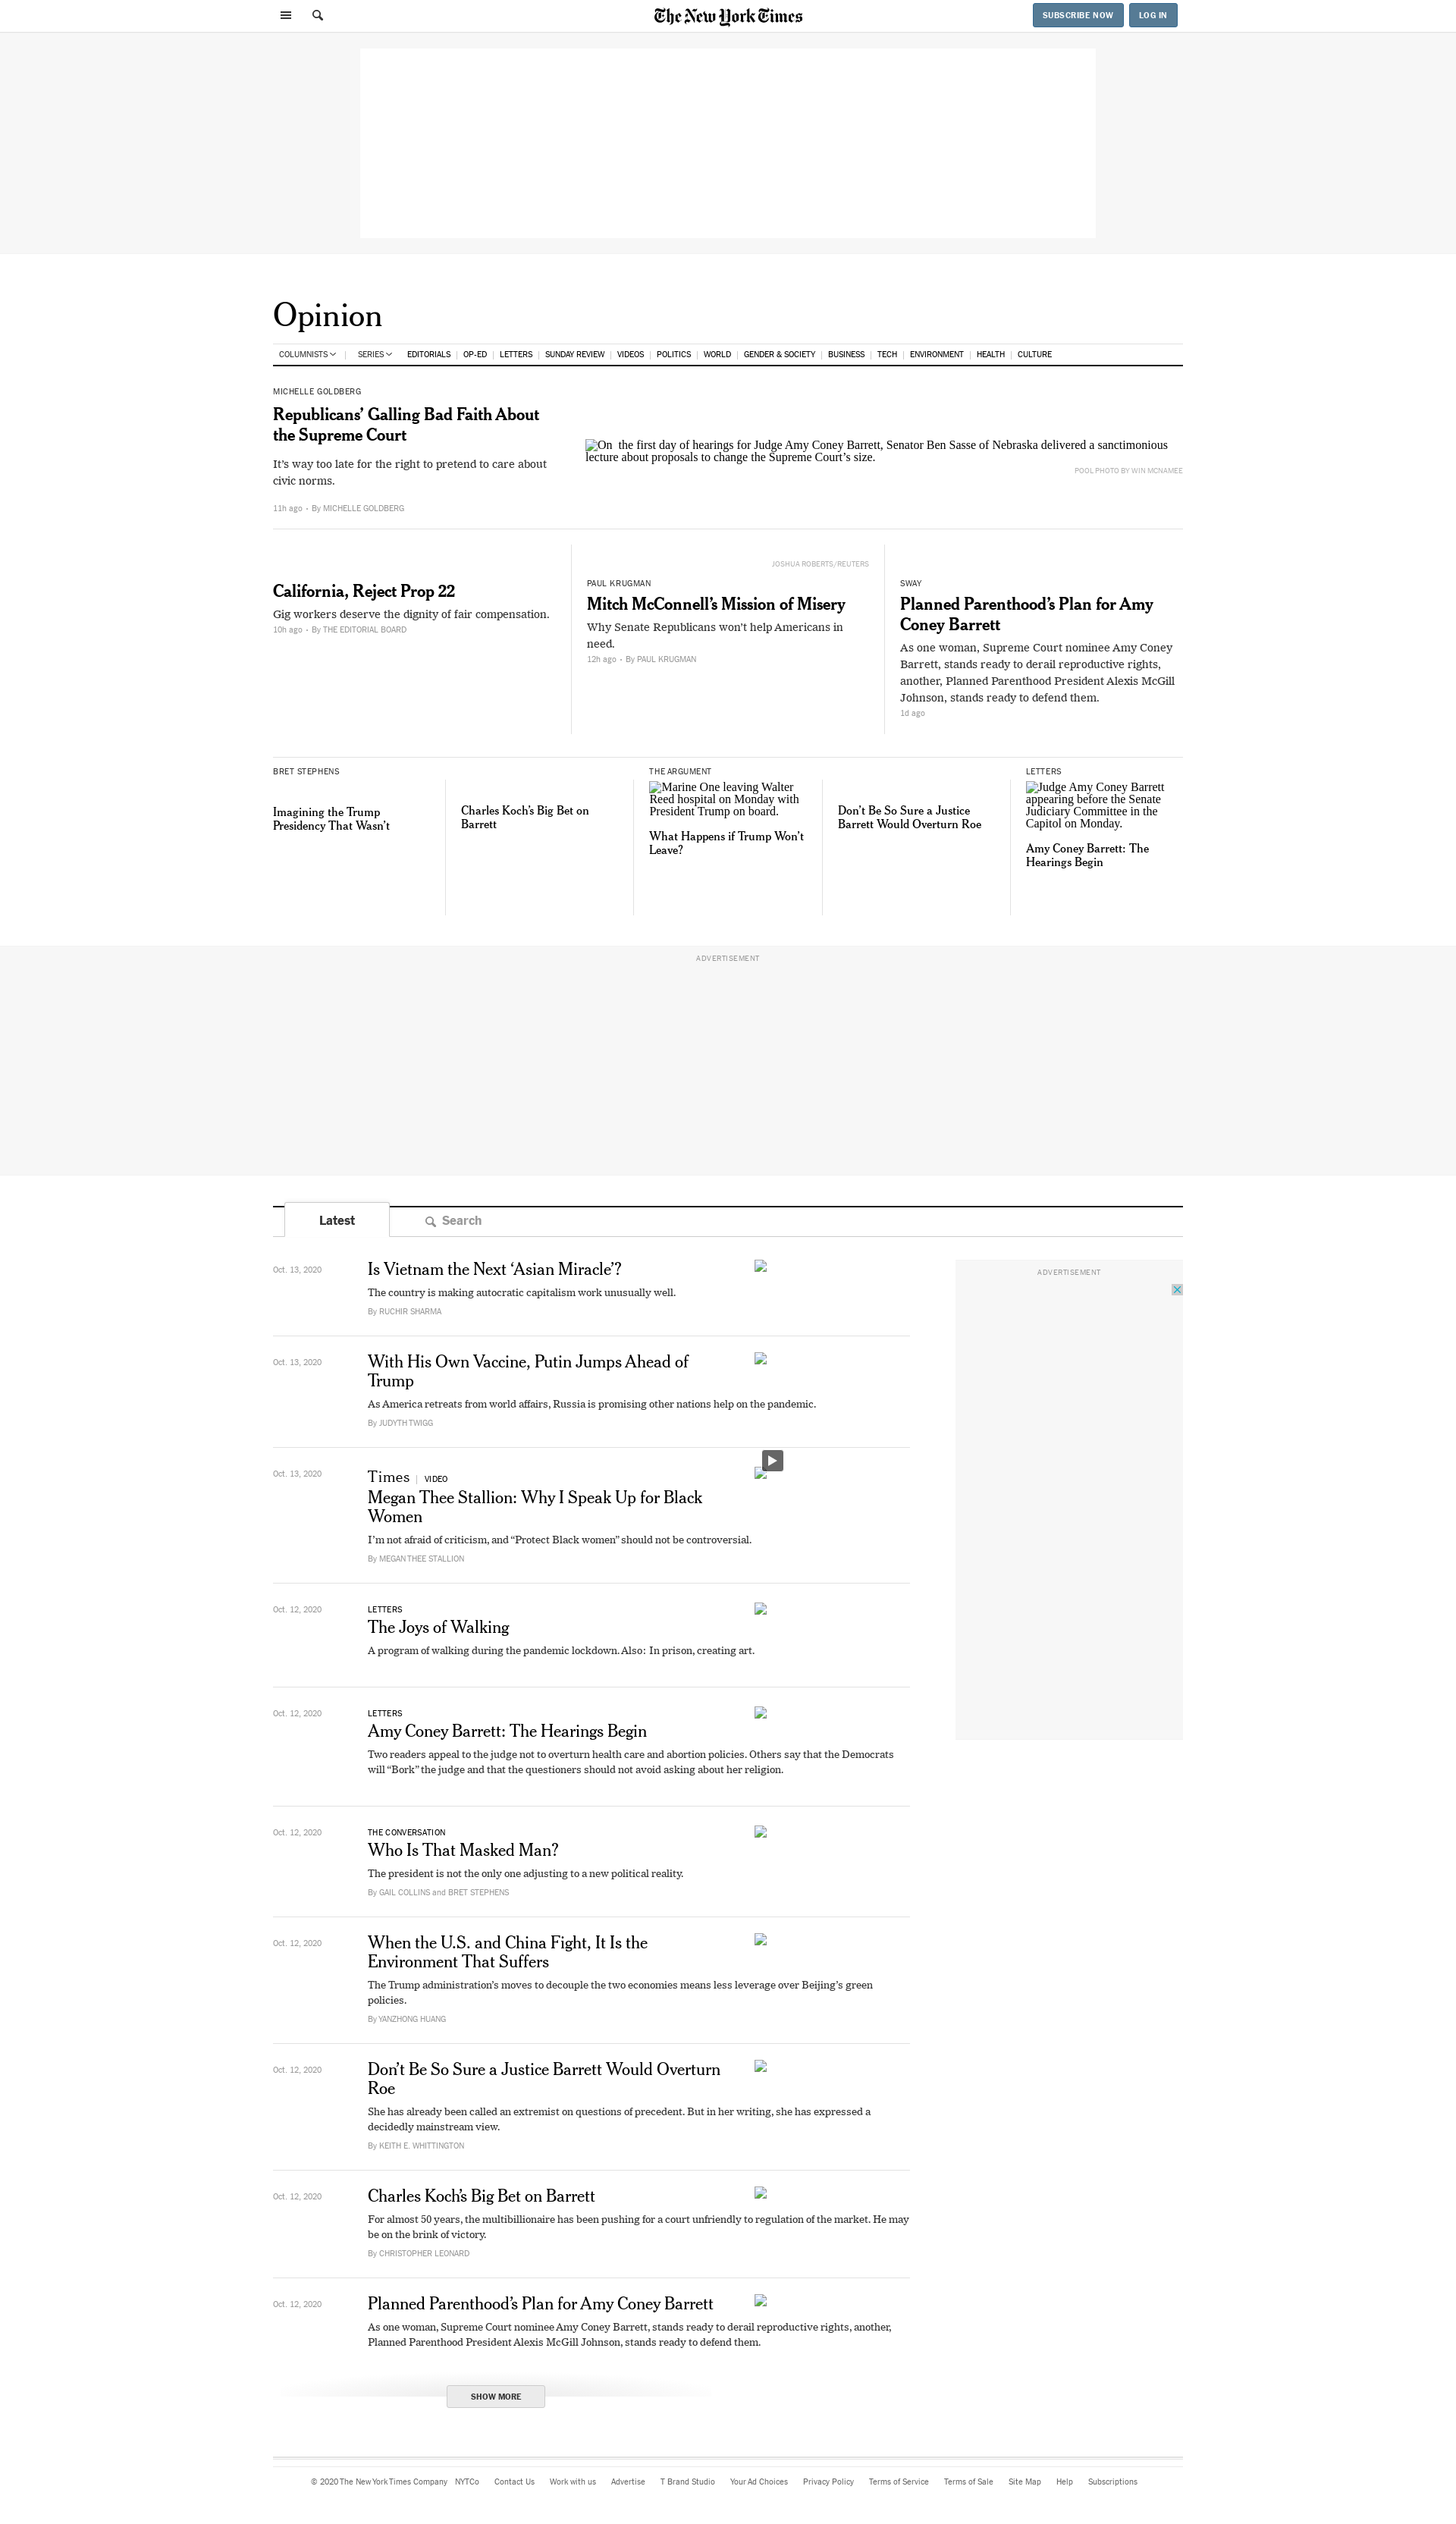 The New York Times
SUBSCRIBE NOW
LOG IN
Opinion
COLUMNISTS
SERIES
EDITORIALS
OP-ED
LETTERS
SUNDAY REVIEW
VIDEOS
POLITICS
WORLD
GENDER & SOCIETY
BUSINESS
TECH
ENVIRONMENT
HEALTH
CULTURE
MICHELLE GOLDBERG
Republicans’ Galling Bad Faith About
the Supreme Court
It’s way too late for the right to pretend to care about
civic norms.
11h ago • By MICHELLE GOLDBERG
On the first day of hearings for Judge Amy Coney Barrett, Senator Ben Sasse of Nebraska delivered a sanctimonious
lecture about proposals to change the Supreme Court’s size.
POOL PHOTO BY WIN MCNAMEE
California, Reject Prop 22
Gig workers deserve the dignity of fair compensation.
10h ago • By THE EDITORIAL BOARD
JOSHUA ROBERTS/REUTERS
PAUL KRUGMAN
Mitch McConnell’s Mission of Misery
Why Senate Republicans won’t help Americans in
need.
12h ago • By PAUL KRUGMAN
SWAY
Planned Parenthood’s Plan for Amy
Coney Barrett
As one woman, Supreme Court nominee Amy Coney
Barrett, stands ready to derail reproductive rights,
another, Planned Parenthood President Alexis McGill
Johnson, stands ready to defend them.
1d ago
BRET STEPHENS
Imagining the Trump
Presidency That Wasn’t
Charles Koch’s Big Bet on
Barrett
THE ARGUMENT
Marine One leaving Walter
Reed hospital on Monday with
President Trump on board.
What Happens if Trump Won’t
Leave?
Don’t Be So Sure a Justice
Barrett Would Overturn Roe
LETTERS
Judge Amy Coney Barrett
appearing before the Senate
Judiciary Committee in the
Capitol on Monday.
Amy Coney Barrett: The
Hearings Begin
ADVERTISEMENT
Latest
Search
Oct. 13, 2020
Is Vietnam the Next ‘Asian Miracle’?
The country is making autocratic capitalism work unusually well.
By RUCHIR SHARMA
ADVERTISEMENT
Oct. 13, 2020
With His Own Vaccine, Putin Jumps Ahead of
Trump
As America retreats from world affairs, Russia is promising other nations help on the pandemic.
By JUDYTH TWIGG
Oct. 13, 2020
Times | VIDEO
Megan Thee Stallion: Why I Speak Up for Black
Women
I’m not afraid of criticism, and “Protect Black women” should not be controversial.
By MEGAN THEE STALLION
Oct. 12, 2020
LETTERS
The Joys of Walking
A program of walking during the pandemic lockdown. Also: In prison, creating art.
Oct. 12, 2020
LETTERS
Amy Coney Barrett: The Hearings Begin
Two readers appeal to the judge not to overturn health care and abortion policies. Others say that the Democrats
will “Bork” the judge and that the questioners should not avoid asking about her religion.
Oct. 12, 2020
THE CONVERSATION
Who Is That Masked Man?
The president is not the only one adjusting to a new political reality.
By GAIL COLLINS and BRET STEPHENS
Oct. 12, 2020
When the U.S. and China Fight, It Is the
Environment That Suffers
The Trump administration’s moves to decouple the two economies means less leverage over Beijing’s green
policies.
By YANZHONG HUANG
Oct. 12, 2020
Don’t Be So Sure a Justice Barrett Would Overturn
Roe
She has already been called an extremist on questions of precedent. But in her writing, she has expressed a
decidedly mainstream view.
By KEITH E. WHITTINGTON
Oct. 12, 2020
Charles Koch’s Big Bet on Barrett
For almost 50 years, the multibillionaire has been pushing for a court unfriendly to regulation of the market. He may
be on the brink of victory.
By CHRISTOPHER LEONARD
Oct. 12, 2020
Planned Parenthood’s Plan for Amy Coney Barrett
As one woman, Supreme Court nominee Amy Coney Barrett, stands ready to derail reproductive rights, another,
Planned Parenthood President Alexis McGill Johnson, stands ready to defend them.
SHOW MORE
© 2020 The New York Times Company
NYTCo
Contact Us
Work with us
Advertise
T Brand Studio
Your Ad Choices
Privacy Policy
Terms of Service
Terms of Sale
Site Map
Help
Subscriptions